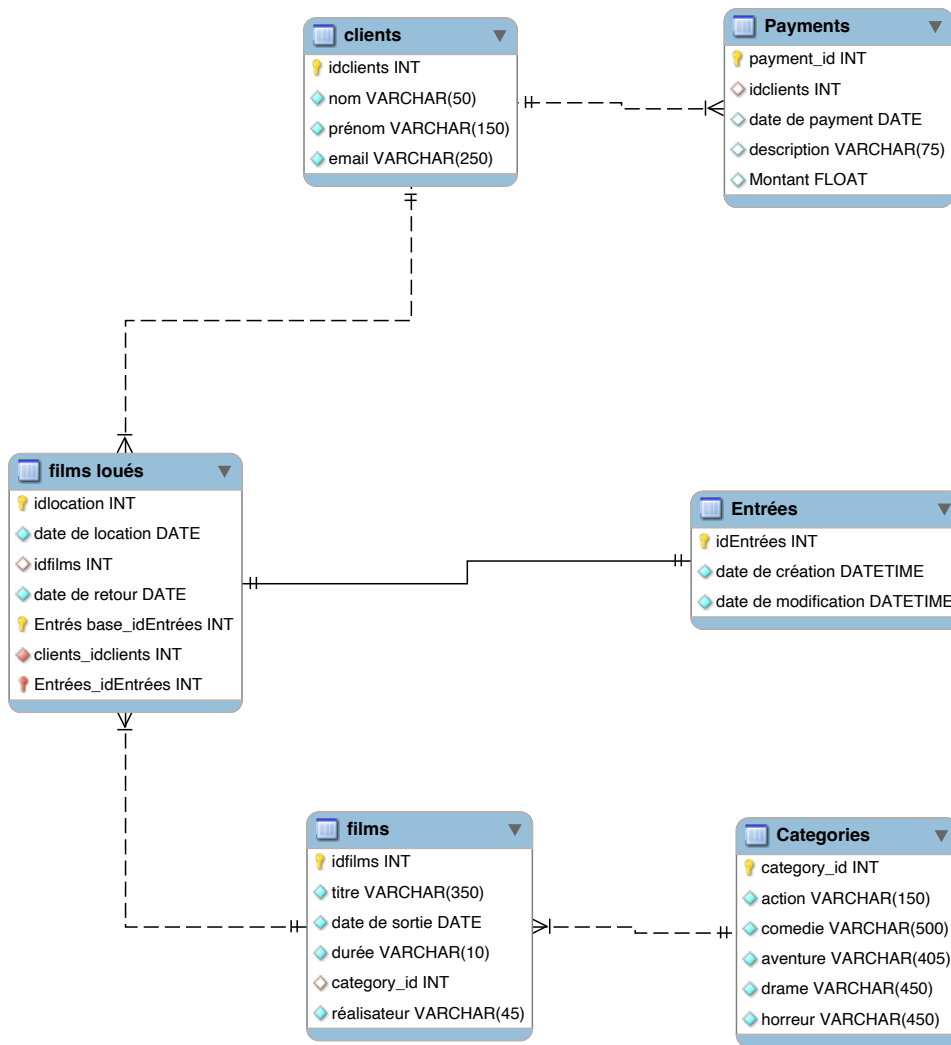 clients
idclients INT
nom VARCHAR(50)
prénom VARCHAR(150)
email VARCHAR(250)
Payments
payment_id INT
idclients INT
date de payment DATE
description VARCHAR(75)
Montant FLOAT
films loués
idlocation INT
date de location DATE
idfilms INT
date de retour DATE
Entrés base_idEntrées INT
clients_idclients INT
Entrées_idEntrées INT
Entrées
idEntrées INT
date de création DATETIME
date de modification DATETIME
films
idfilms INT
titre VARCHAR(350)
date de sortie DATE
durée VARCHAR(10)
category_id INT
réalisateur VARCHAR(45)
Categories
category_id INT
action VARCHAR(150)
comedie VARCHAR(500)
aventure VARCHAR(405)
drame VARCHAR(450)
horreur VARCHAR(450)